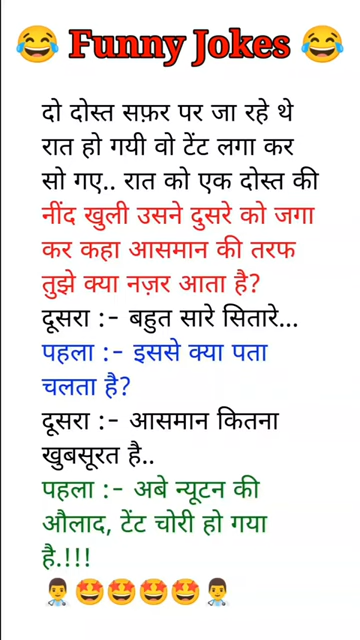 😂 Funny Jokes 😂
दो दोस्त सफ़र पर जा रहे थे
रात हो गयी वो टेंट लगा कर
सो गए.. रात को एक दोस्त की
नींद खुली उसने दुसरे को जगा
कर कहा आसमान की तरफ
तुझे क्या नज़र आता है?
दूसरा :- बहुत सारे सितारे...
पहला :- इससे क्या पता
चलता है?
दूसरा :- आसमान कितना
खुबसूरत है..
पहला :- अबे न्यूटन की
औलाद, टेंट चोरी हो गया
है.!!!
👨‍⚕️🤩🤩🤩🤩👨‍⚕️